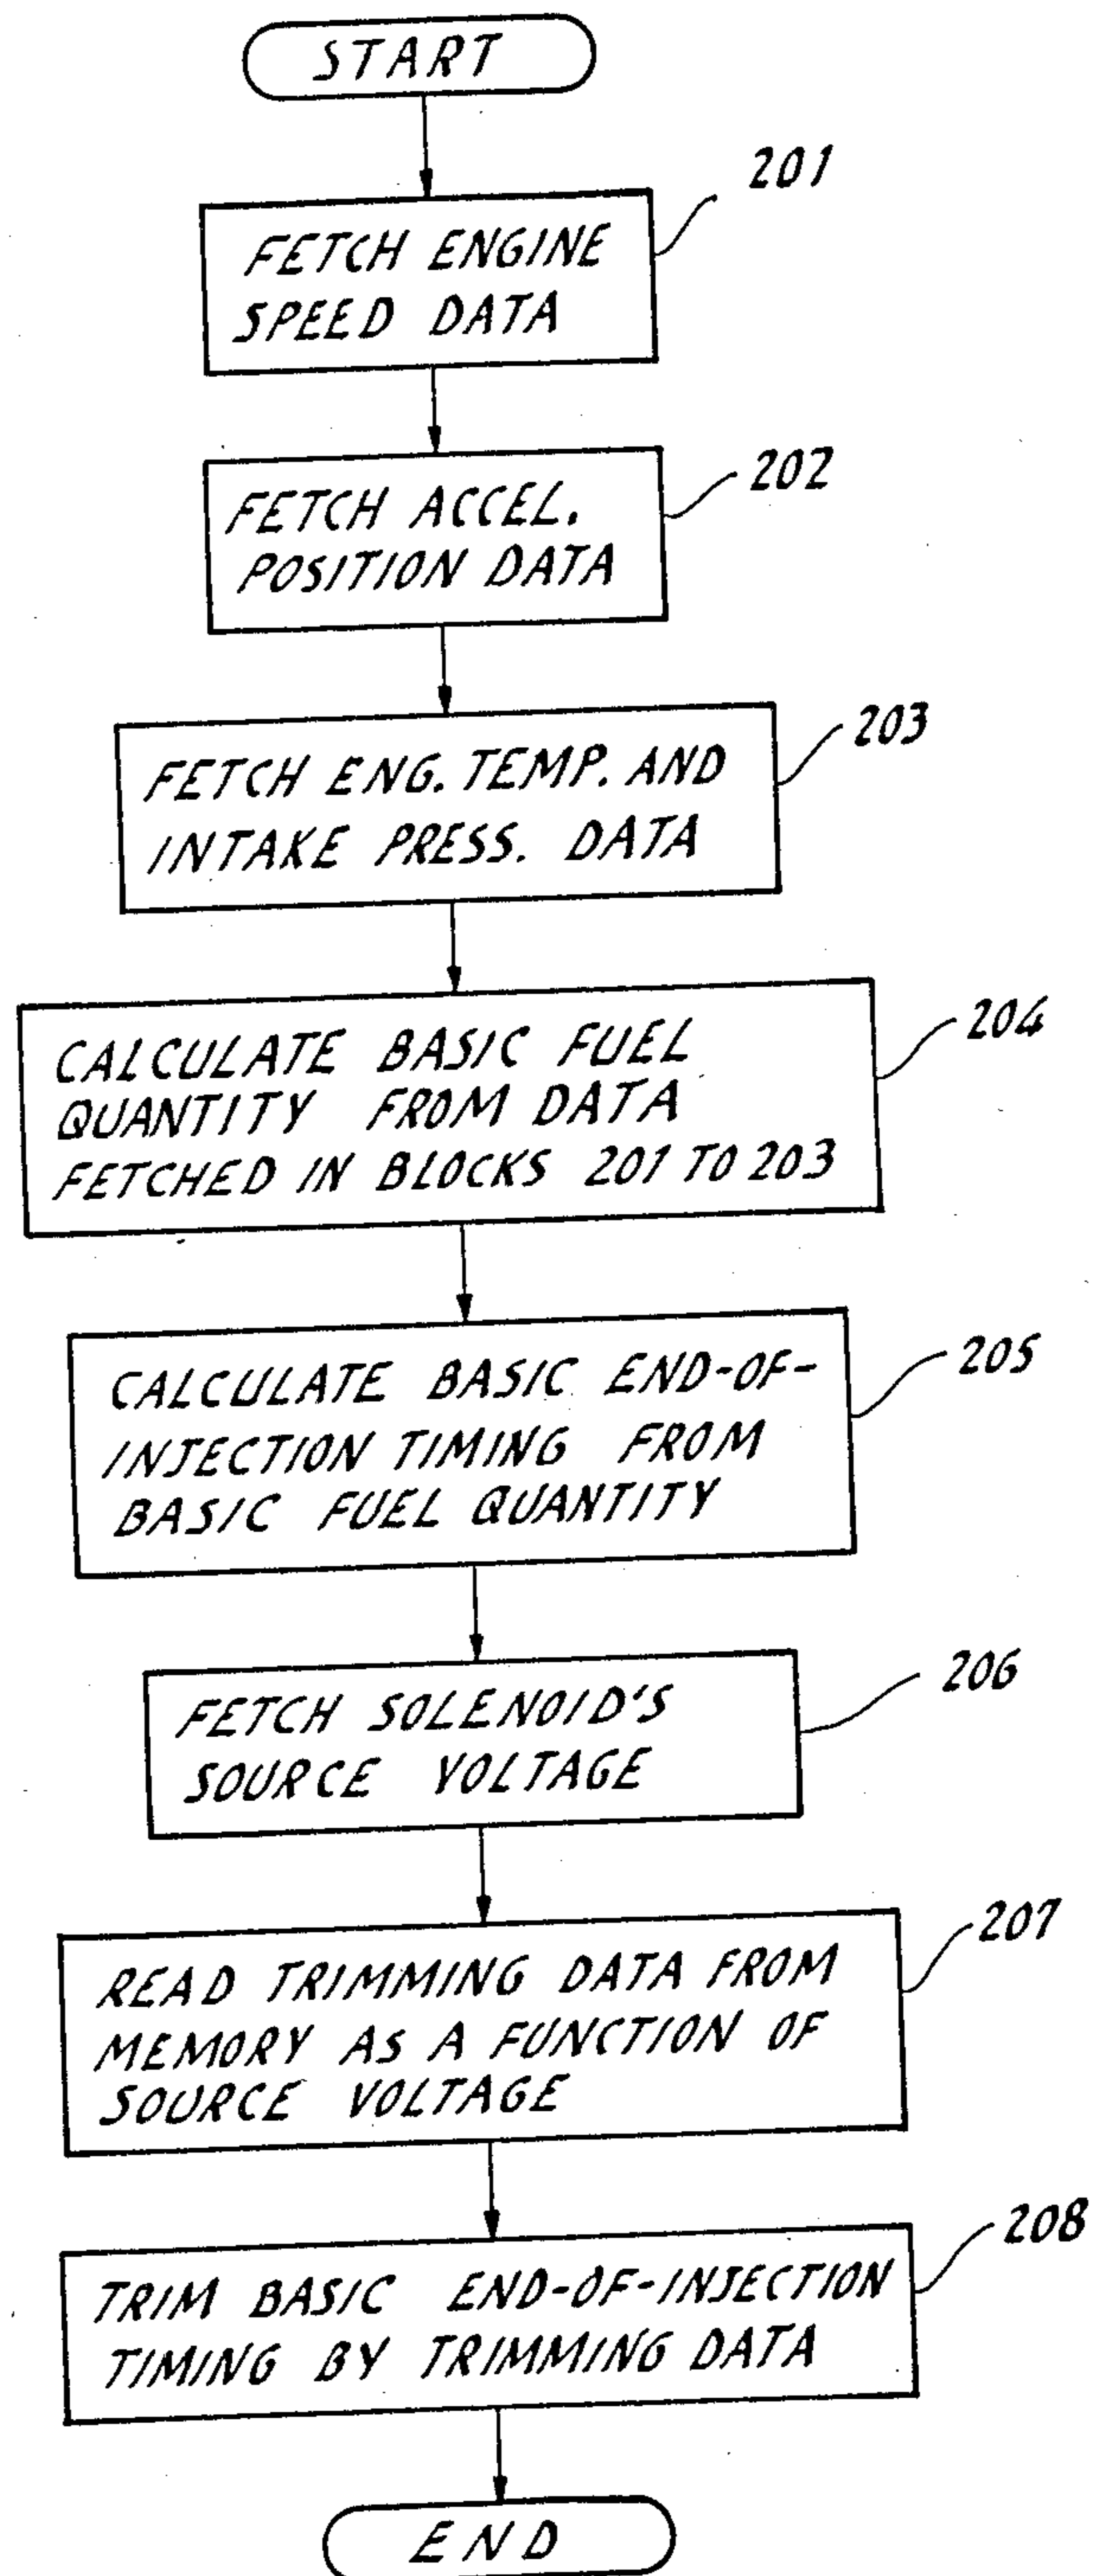 START
201
FETCH ENGINE
SPEED DATA
202
FETCH ACCEL.
POSITION DATA
203
FETCH ENG. TEMP. AND
INTAKE PRESS. DATA
204
CALCULATE BASIC FUEL
QUANTITY FROM DATA
FETCHED IN BLOCKS 201 TO 203
205
CALCULATE BASIC END-OF-
INJECTION TIMING FROM
BASIC FUEL QUANTITY
206
FETCH SOLENOID'S
SOURCE VOLTAGE
207
READ TRIMMING DATA FROM
MEMORY AS A FUNCTION OF
SOURCE VOLTAGE
208
TRIM BASIC END-OF-INJECTION
TIMING BY TRIMMING DATA
END